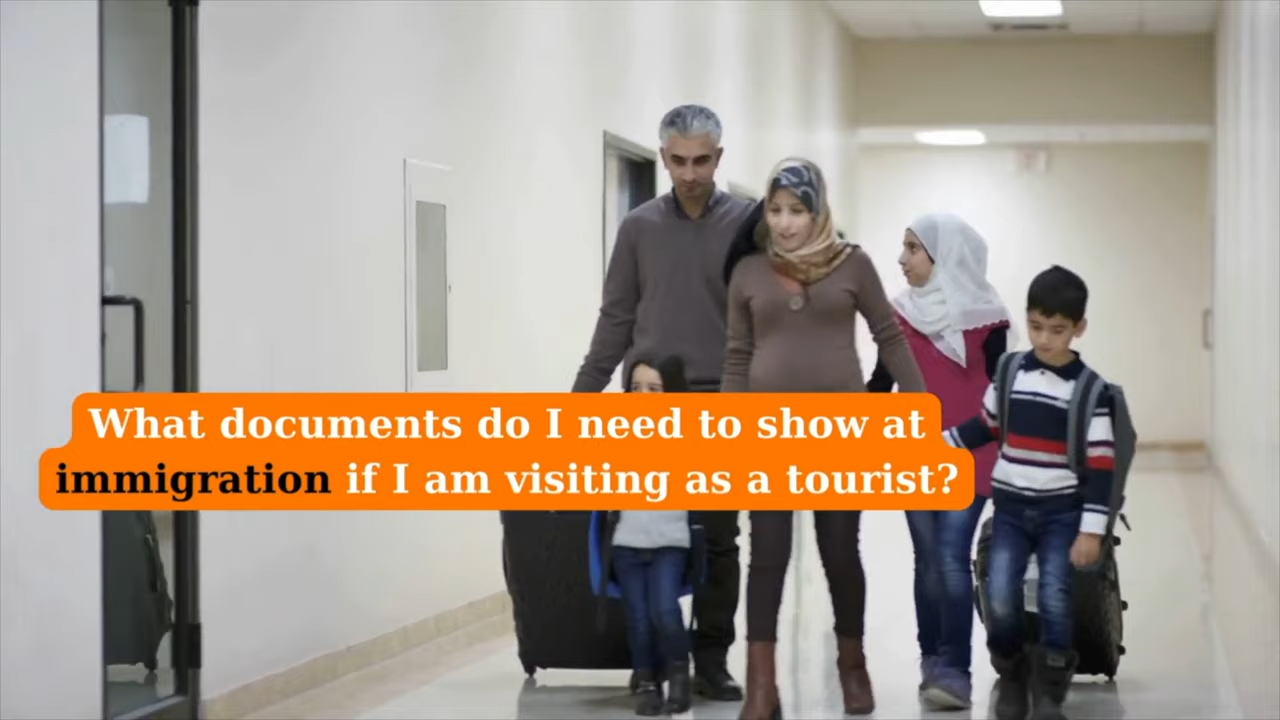 What documents do I need to show at
immigration if I am visiting as a tourist?